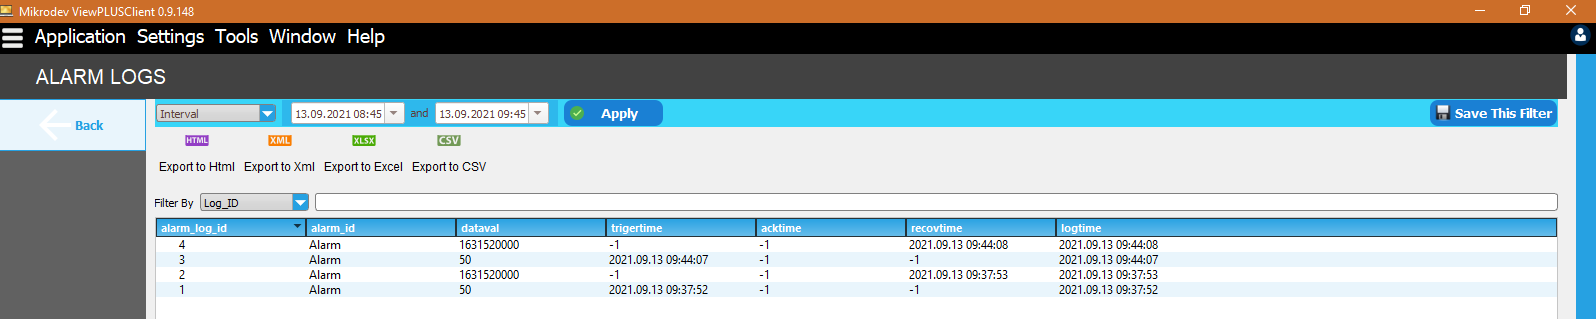 Mikrodev ViewPLUSClient 0.9.148
Application Settings Tools Window Help
ALARM LOGS
Back
Interval 13.09.2021 08:45 and 13.09.2021 09:45 Apply Save This Filter
HTML XML XLSX CSV
Export to Html Export to Xml Export to Excel Export to CSV
Filter By Log_ID
alarm_log_id alarm_id dataval trigertime acktime recovtime logtime
4 Alarm 1631520000 -1 -1 2021.09.13 09:44:08 2021.09.13 09:44:08
3 Alarm 50 2021.09.13 09:44:07 -1 -1 2021.09.13 09:44:07
2 Alarm 1631520000 -1 -1 2021.09.13 09:37:53 2021.09.13 09:37:53
1 Alarm 50 2021.09.13 09:37:52 -1 -1 2021.09.13 09:37:52